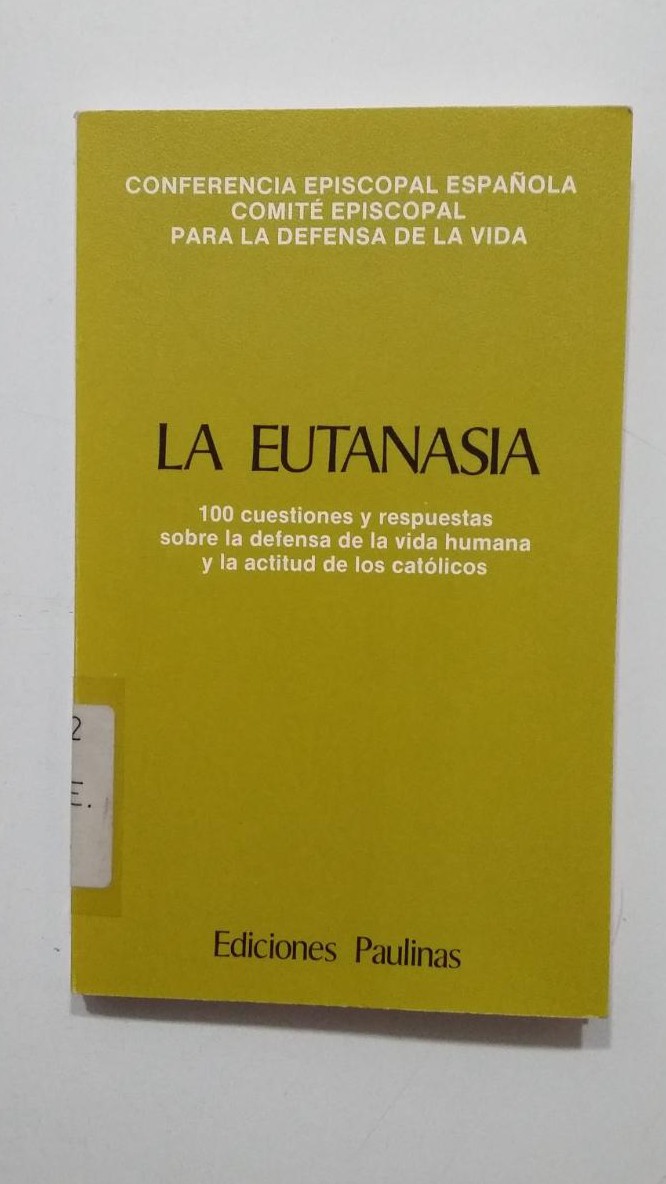 CONFERENCIA EPISCOPAL ESPAÑOLA
COMITÉ EPISCOPAL
PARA LA DEFENSA DE LA VIDA
LA EUTANASIA
100 cuestiones y respuestas
sobre la defensa de la vida humana
y la actitud de los católicos
2
E.
Ediciones Paulinas